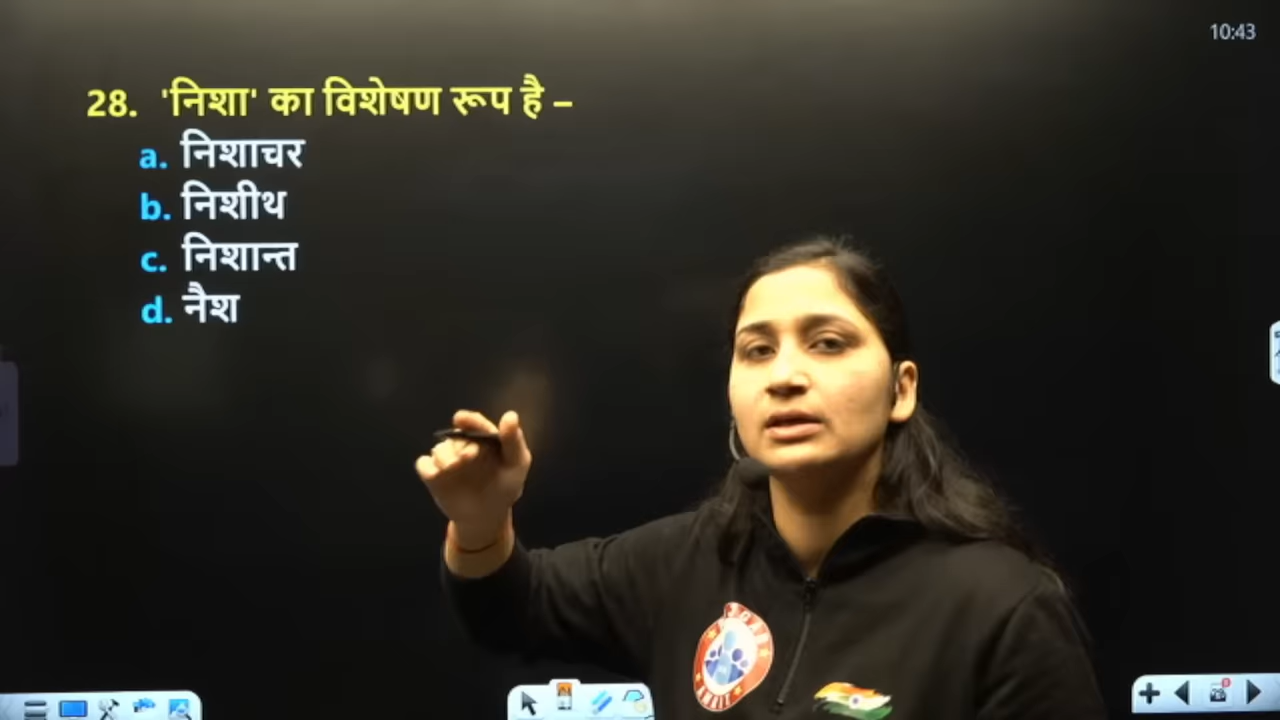 10:43
28. 'निशा' का विशेषण रूप है –
a. निशाचर
b. निशीथ
c. निशान्त
d. नैश